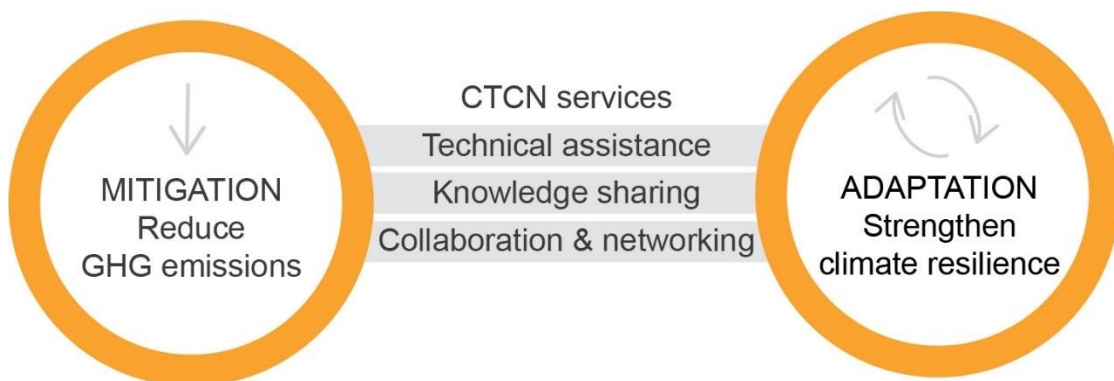 MITIGATION
Reduce
GHG emissions
CTCN services
Technical assistance
Knowledge sharing
Collaboration & networking
ADAPTATION
Strengthen
climate resilience